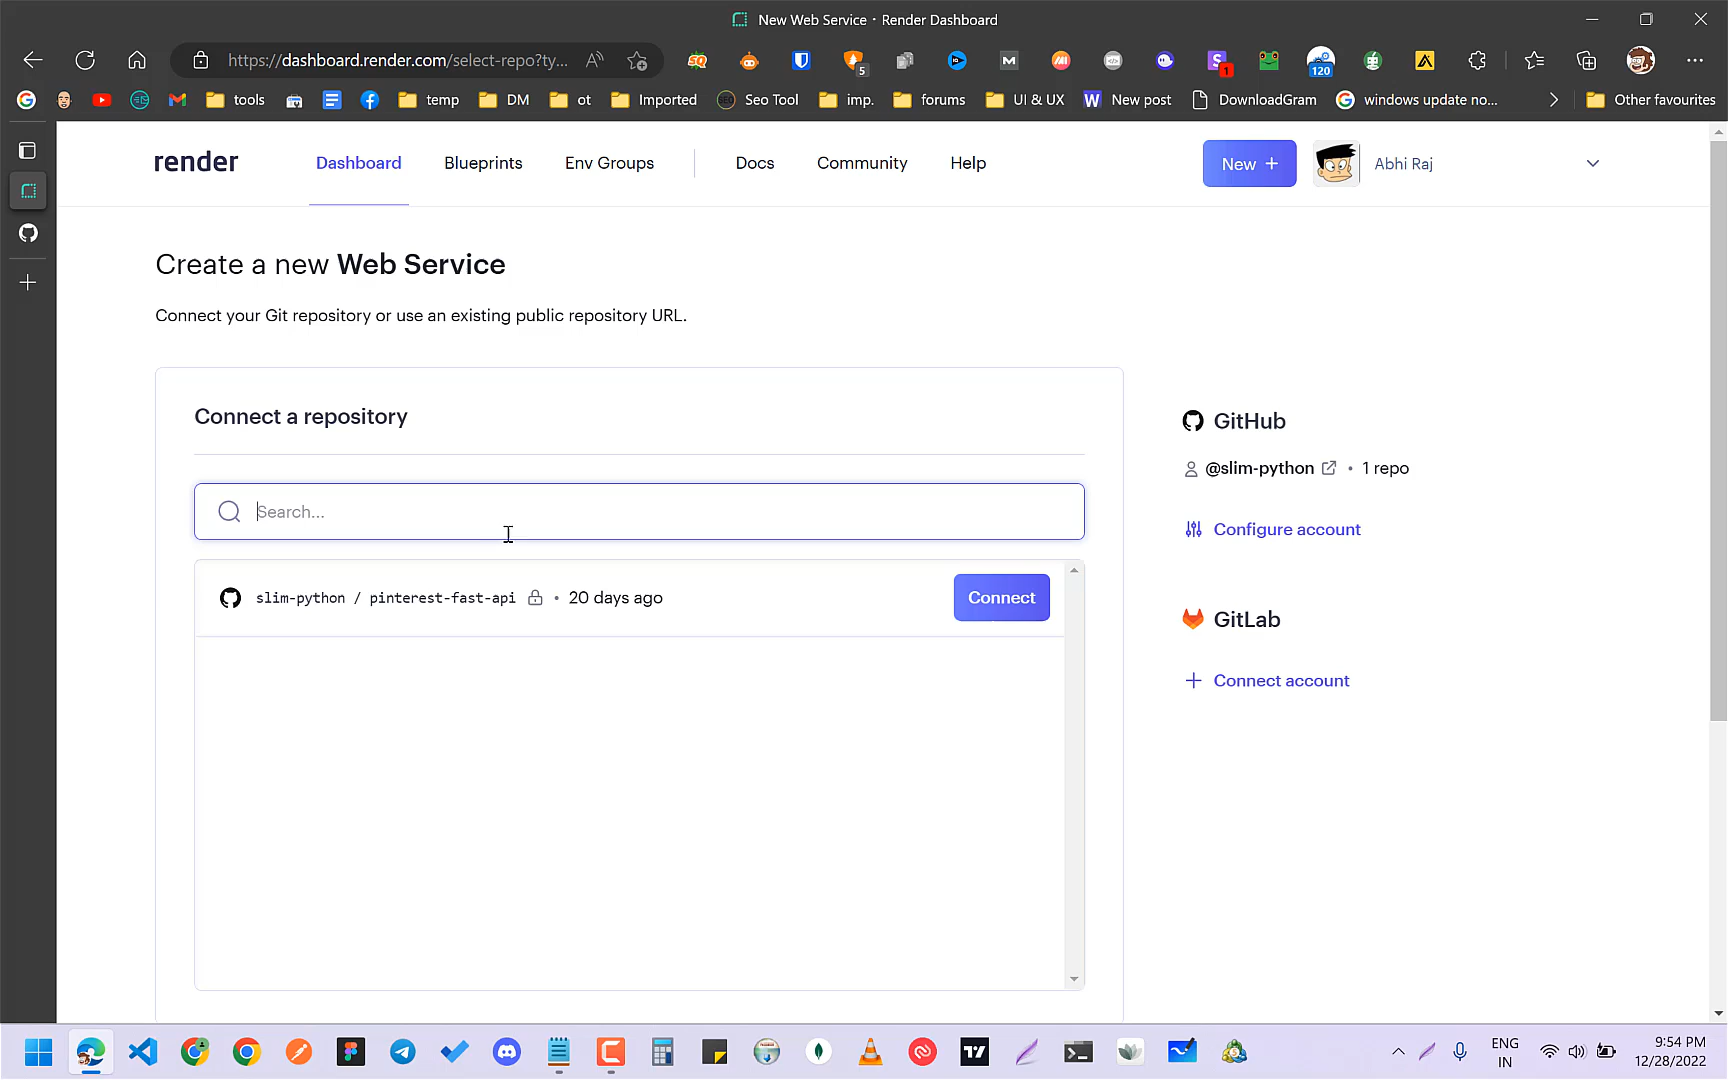 New Web Service · Render Dashboard
https://dashboard.render.com/select-repo?ty...
5
1
120
tools
temp
DM
ot
Imported
Seo Tool
imp.
forums
UI & UX
New post
DownloadGram
windows update no...
Other favourites
render
Dashboard
Blueprints
Env Groups
Docs
Community
Help
New +
Abhi Raj
Create a new Web Service
Connect your Git repository or use an existing public repository URL.
Connect a repository
Search...
slim-python / pinterest-fast-api • 20 days ago
Connect
GitHub
@slim-python • 1 repo
Configure account
GitLab
Connect account
ENG
IN
9:54 PM
12/28/2022